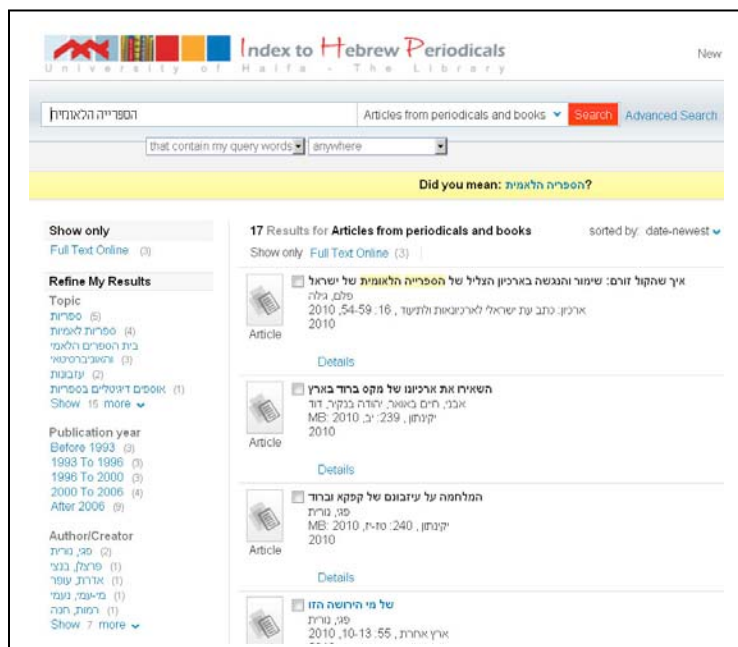 Index to Hebrew Periodicals
University of Haifa - The Library
New
הספרייה הלאומית
Articles from periodicals and books
Search
Advanced Search
that contain my query words
anywhere
Did you mean: הספריה הלאמית?
Show only
Full Text Online (3)
Refine My Results
Topic
ספריות (5)
ספריות לאמיות (4)
בית הספרים הלאמי
והאוניברסיטאי (3)
עזבונות (2)
אוספים דיגיטליים בספריות (1)
Show 15 more
Publication year
Before 1993 (3)
1993 To 1996 (3)
1996 To 2000 (3)
2000 To 2006 (4)
After 2006 (9)
Author/Creator
פגי, נורית (2)
פרצלן, בנצי (1)
אדרת, עופר (1)
מי-עמי, נעמי (1)
רמות, חנה (1)
Show 7 more
17 Results for Articles from periodicals and books
sorted by: date-newest
Show only Full Text Online (3)
איך שהקול זורם: שימור והנגשה בארכיון הצליל של הספרייה הלאומית של ישראל
פלם, גילה
ארכיון: כתב עת ישראלי לארכיונאות ולתיעוד , 16: 54-59, 2010
2010
Article
Details
השאירו את ארכיונו של מקס ברוד בארץ
אבני, חיים באואר, יהודה בנקיר, דוד
יקינתון , 239: יב, 2010 :MB
2010
Article
Details
המלחמה על עיזבונם של קפקא וברוד
פגי, נורית
יקינתון , 240: טז-יז, 2010 :MB
2010
Article
Details
של מי הירושה הזו
פגי, נורית
ארץ אחרת , 55: 10-13, 2010